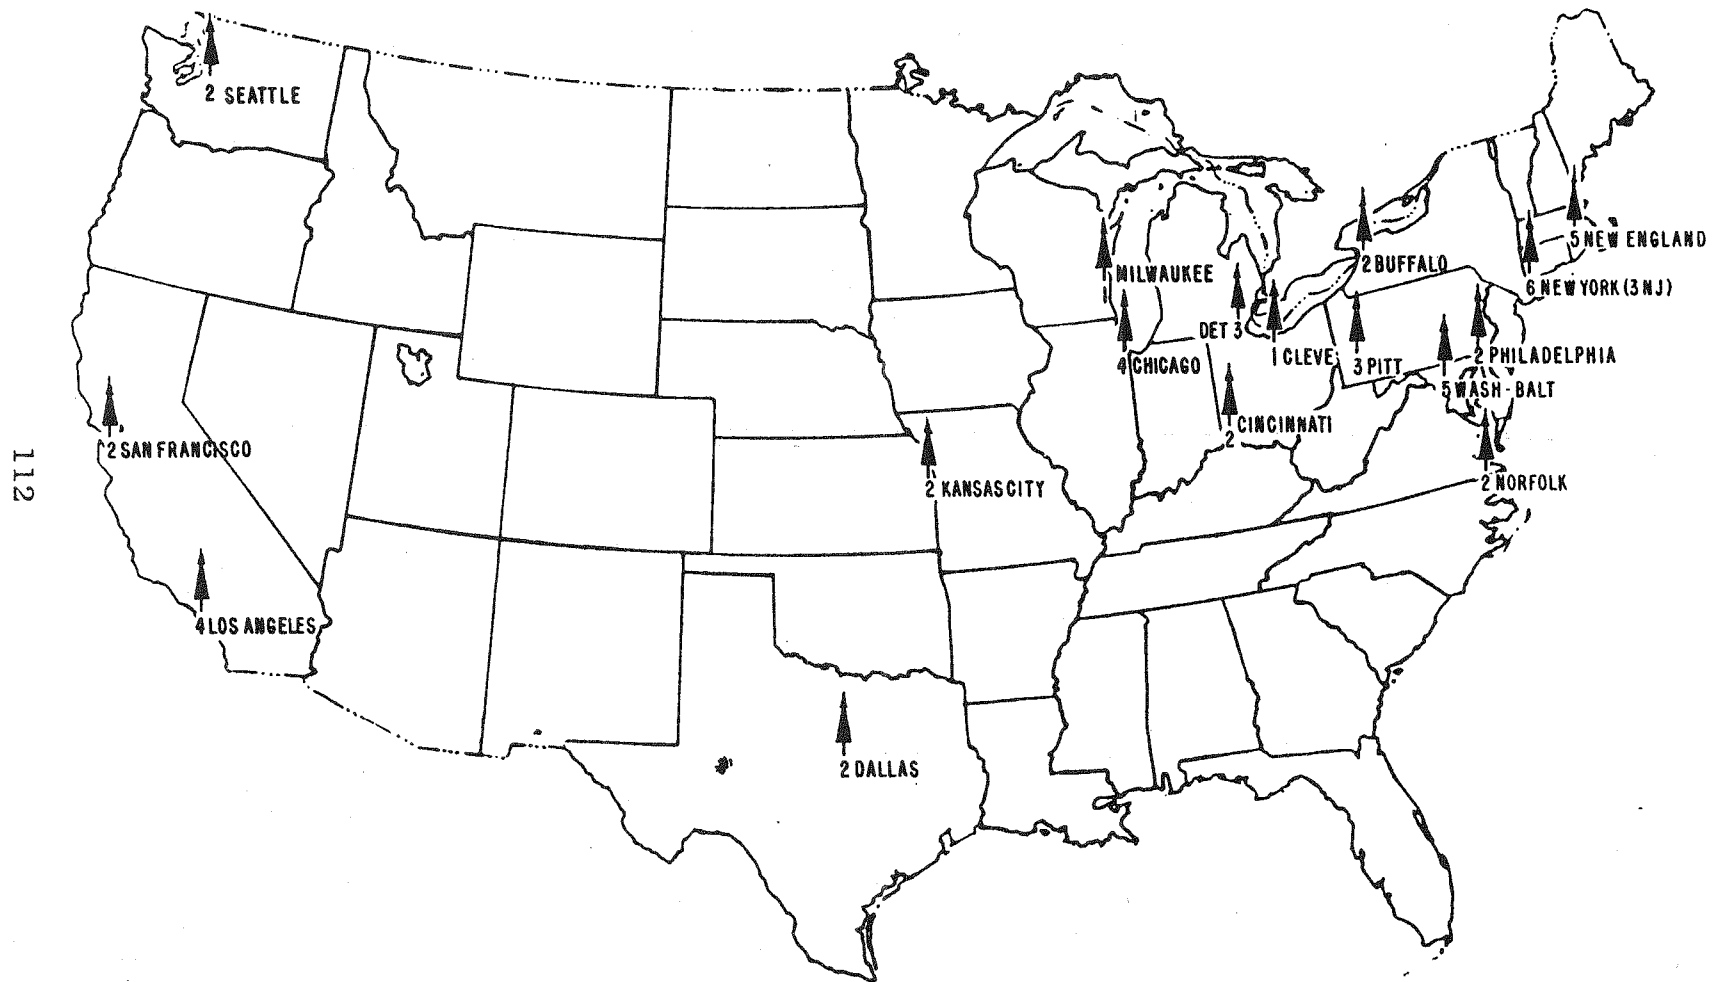 2 SEATTLE
5 NEW ENGLAND
2 BUFFALO
MILWAUKEE
6 NEW YORK (3 NJ)
DET 3
1 CLEVE
3 PITT
2 PHILADELPHIA
4 CHICAGO
5 WASH-BALT
2 CINCINNATI
2 SAN FRANCISCO
2 KANSAS CITY
2 NORFOLK
112
4 LOS ANGELES
2 DALLAS